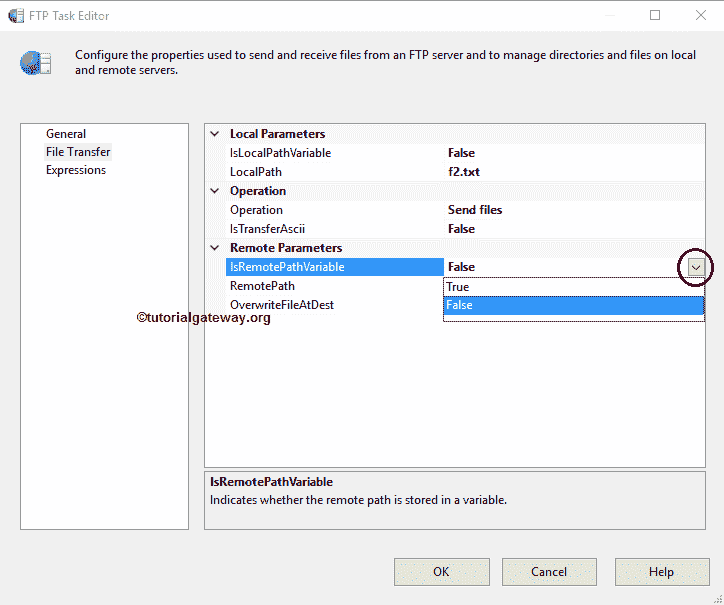 FTP Task Editor
Configure the properties used to send and receive files from an FTP server and to manage directories and files on local
and remote servers.
General
File Transfer
Expressions
Local Parameters
IsLocalPathVariable False
LocalPath f2.txt
Operation
Operation Send files
IsTransferAscii False
Remote Parameters
IsRemotePathVariable False
RemotePath
True
OverwriteFileAtDest
False
©tutorialgateway.org
IsRemotePathVariable
Indicates whether the remote path is stored in a variable.
OK Cancel Help